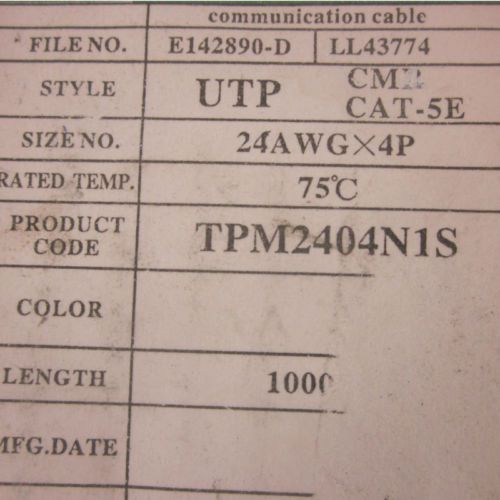 communication cable
FILE NO. E142890-D LL43774
STYLE UTP CAT-5E
SIZE NO. 24AWG×4P
RATED TEMP. 75℃
PRODUCT CODE TPM2404N1S
COLOR
LENGTH
MFG.DATE